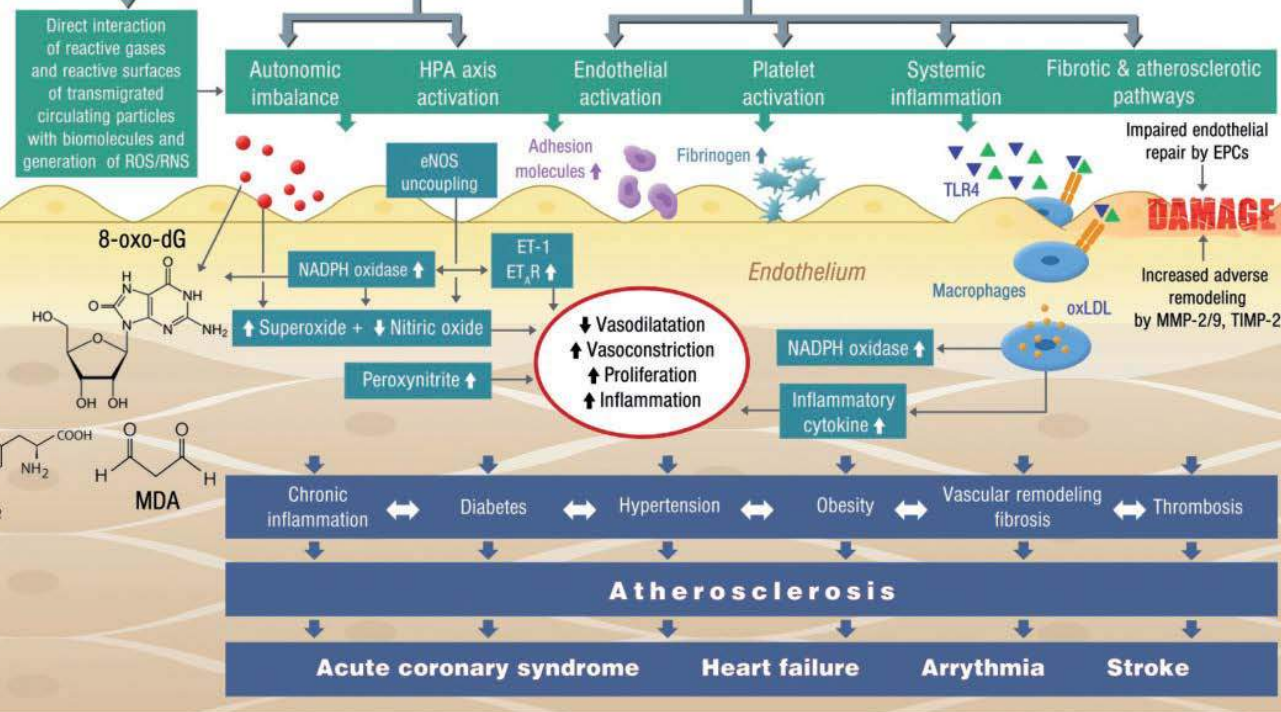 Direct interaction
of reactive gases
and reactive surfaces
of transmigrated
circulating particles
with biomolecules and
generation of ROS/RNS
Autonomic
imbalance
HPA axis
activation
Endothelial
activation
Platelet
activation
Systemic
inflammation
Fibrotic & atherosclerotic
pathways
eNOS
uncoupling
Adhesion
molecules ⬆
Fibrinogen ⬆
TLR4
Impaired endothelial
repair by EPCs
DAMAGE
Increased adverse
remodeling
by MMP-2/9, TIMP-2
8-oxo-dG
O
N
NH
O
N
H
N
N
NH₂
HO
O
OH OH
NADPH oxidase ⬆
ET-1
ETAR ⬆
Endothelium
Macrophages
oxLDL
⬆ Superoxide + ⬇ Nitiric oxide
Peroxynitrite ⬆
⬇ Vasodilatation
⬆ Vasoconstriction
⬆ Proliferation
⬆ Inflammation
NADPH oxidase ⬆
Inflammatory
cytokine ⬆
COOH
NH₂
O O
H H
MDA
Chronic
inflammation
Diabetes
Hypertension
Obesity
Vascular remodeling
fibrosis
Thrombosis
Atherosclerosis
Acute coronary syndrome
Heart failure
Arrythmia
Stroke